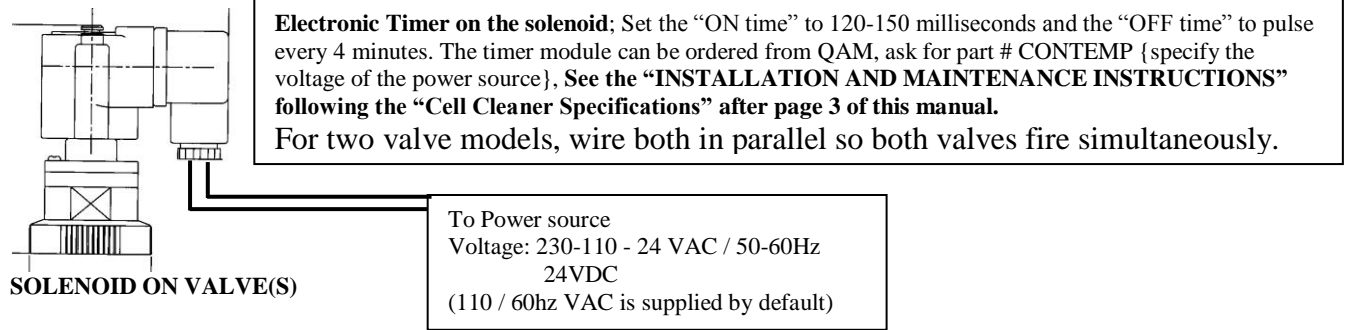 Electronic Timer on the solenoid; Set the “ON time” to 120-150 milliseconds and the “OFF time” to pulse
every 4 minutes. The timer module can be ordered from QAM, ask for part # CONTEMP {specify the
voltage of the power source}, See the “INSTALLATION AND MAINTENANCE INSTRUCTIONS”
following the “Cell Cleaner Specifications” after page 3 of this manual.
For two valve models, wire both in parallel so both valves fire simultaneously.
To Power source
Voltage: 230-110 - 24 VAC / 50-60Hz
24VDC
(110 / 60hz VAC is supplied by default)
SOLENOID ON VALVE(S)